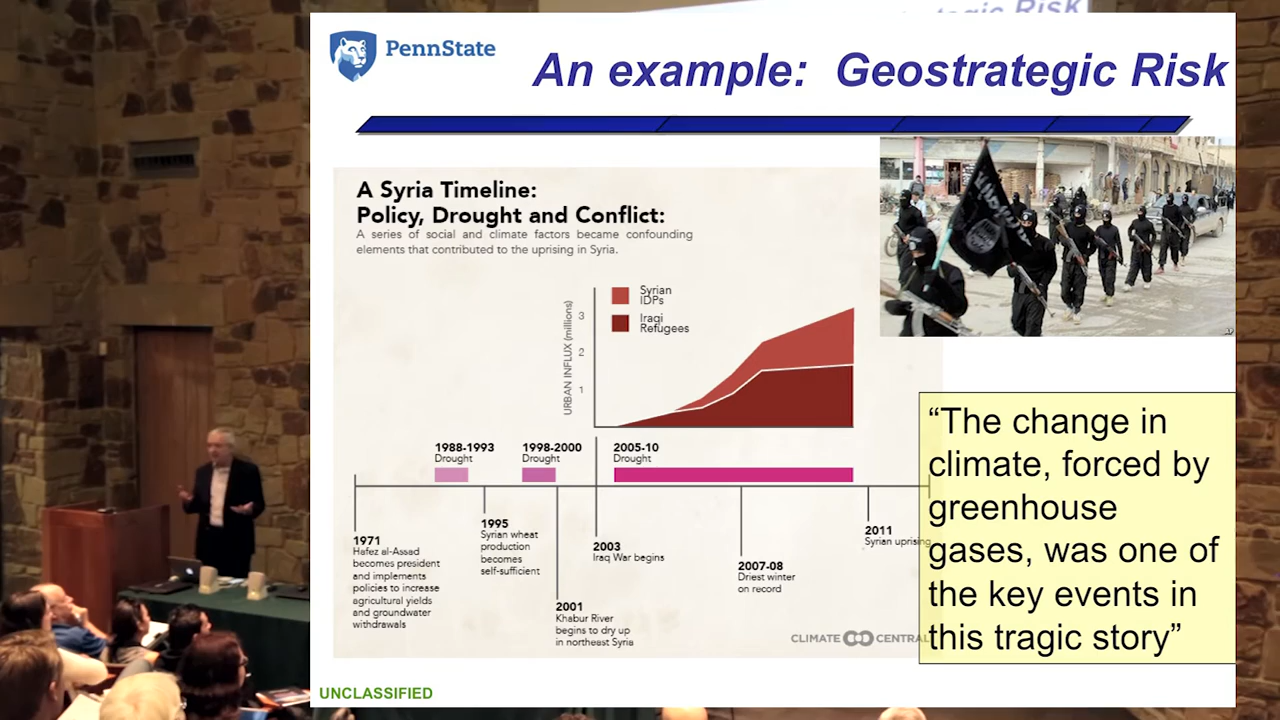 tegic Risk
PennState
An example: Geostrategic Risk
A Syria Timeline:
Policy, Drought and Conflict:
A series of social and climate factors became confounding
elements that contributed to the uprising in Syria.
Syrian
IDPs
Iraqi
Refugees
URBAN INFLUX (millions)
3
2
1
1988-1993
Drought
1998-2000
Drought
2005-10
Drought
1971
Hafez al-Assad
becomes president
and implements
policies to increase
agricultural yields
and groundwater
withdrawals
1995
Syrian wheat
production
becomes
self-sufficient
2001
Khabur River
begins to dry up
in northeast Syria
2003
Iraq War begins
2007-08
Driest winter
on record
2011
Syrian uprising
CLIMATE CENTRAL
AP
“The change in
climate, forced by
greenhouse
gases, was one of
the key events in
this tragic story”
UNCLASSIFIED